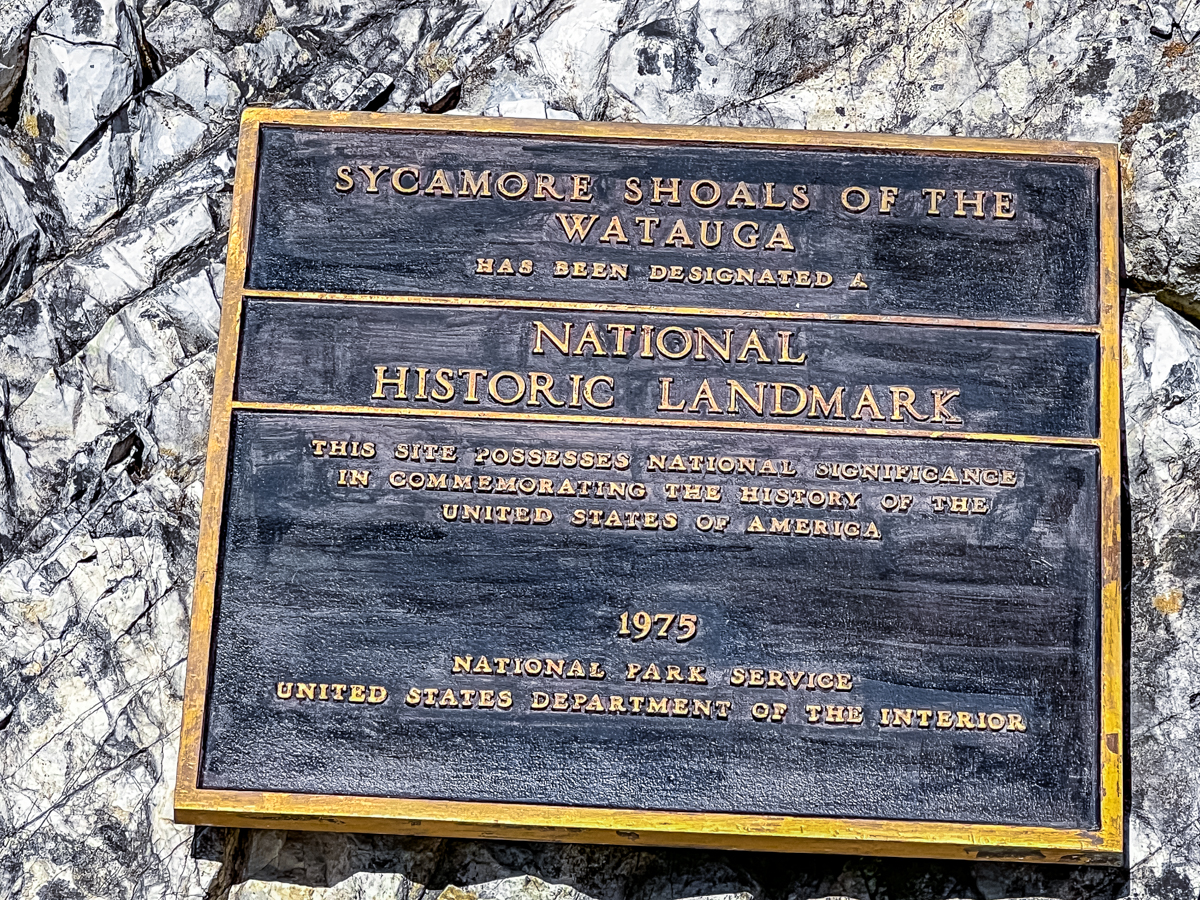 SYCAMORE SHOALS OF THE
WATAUGA
HAS BEEN DESIGNATED A
NATIONAL
HISTORIC LANDMARK
THIS SITE POSSESSES NATIONAL SIGNIFICANCE
IN COMMEMORATING THE HISTORY OF THE
UNITED STATES OF AMERICA
1975
NATIONAL PARK SERVICE
UNITED STATES DEPARTMENT OF THE INTERIOR